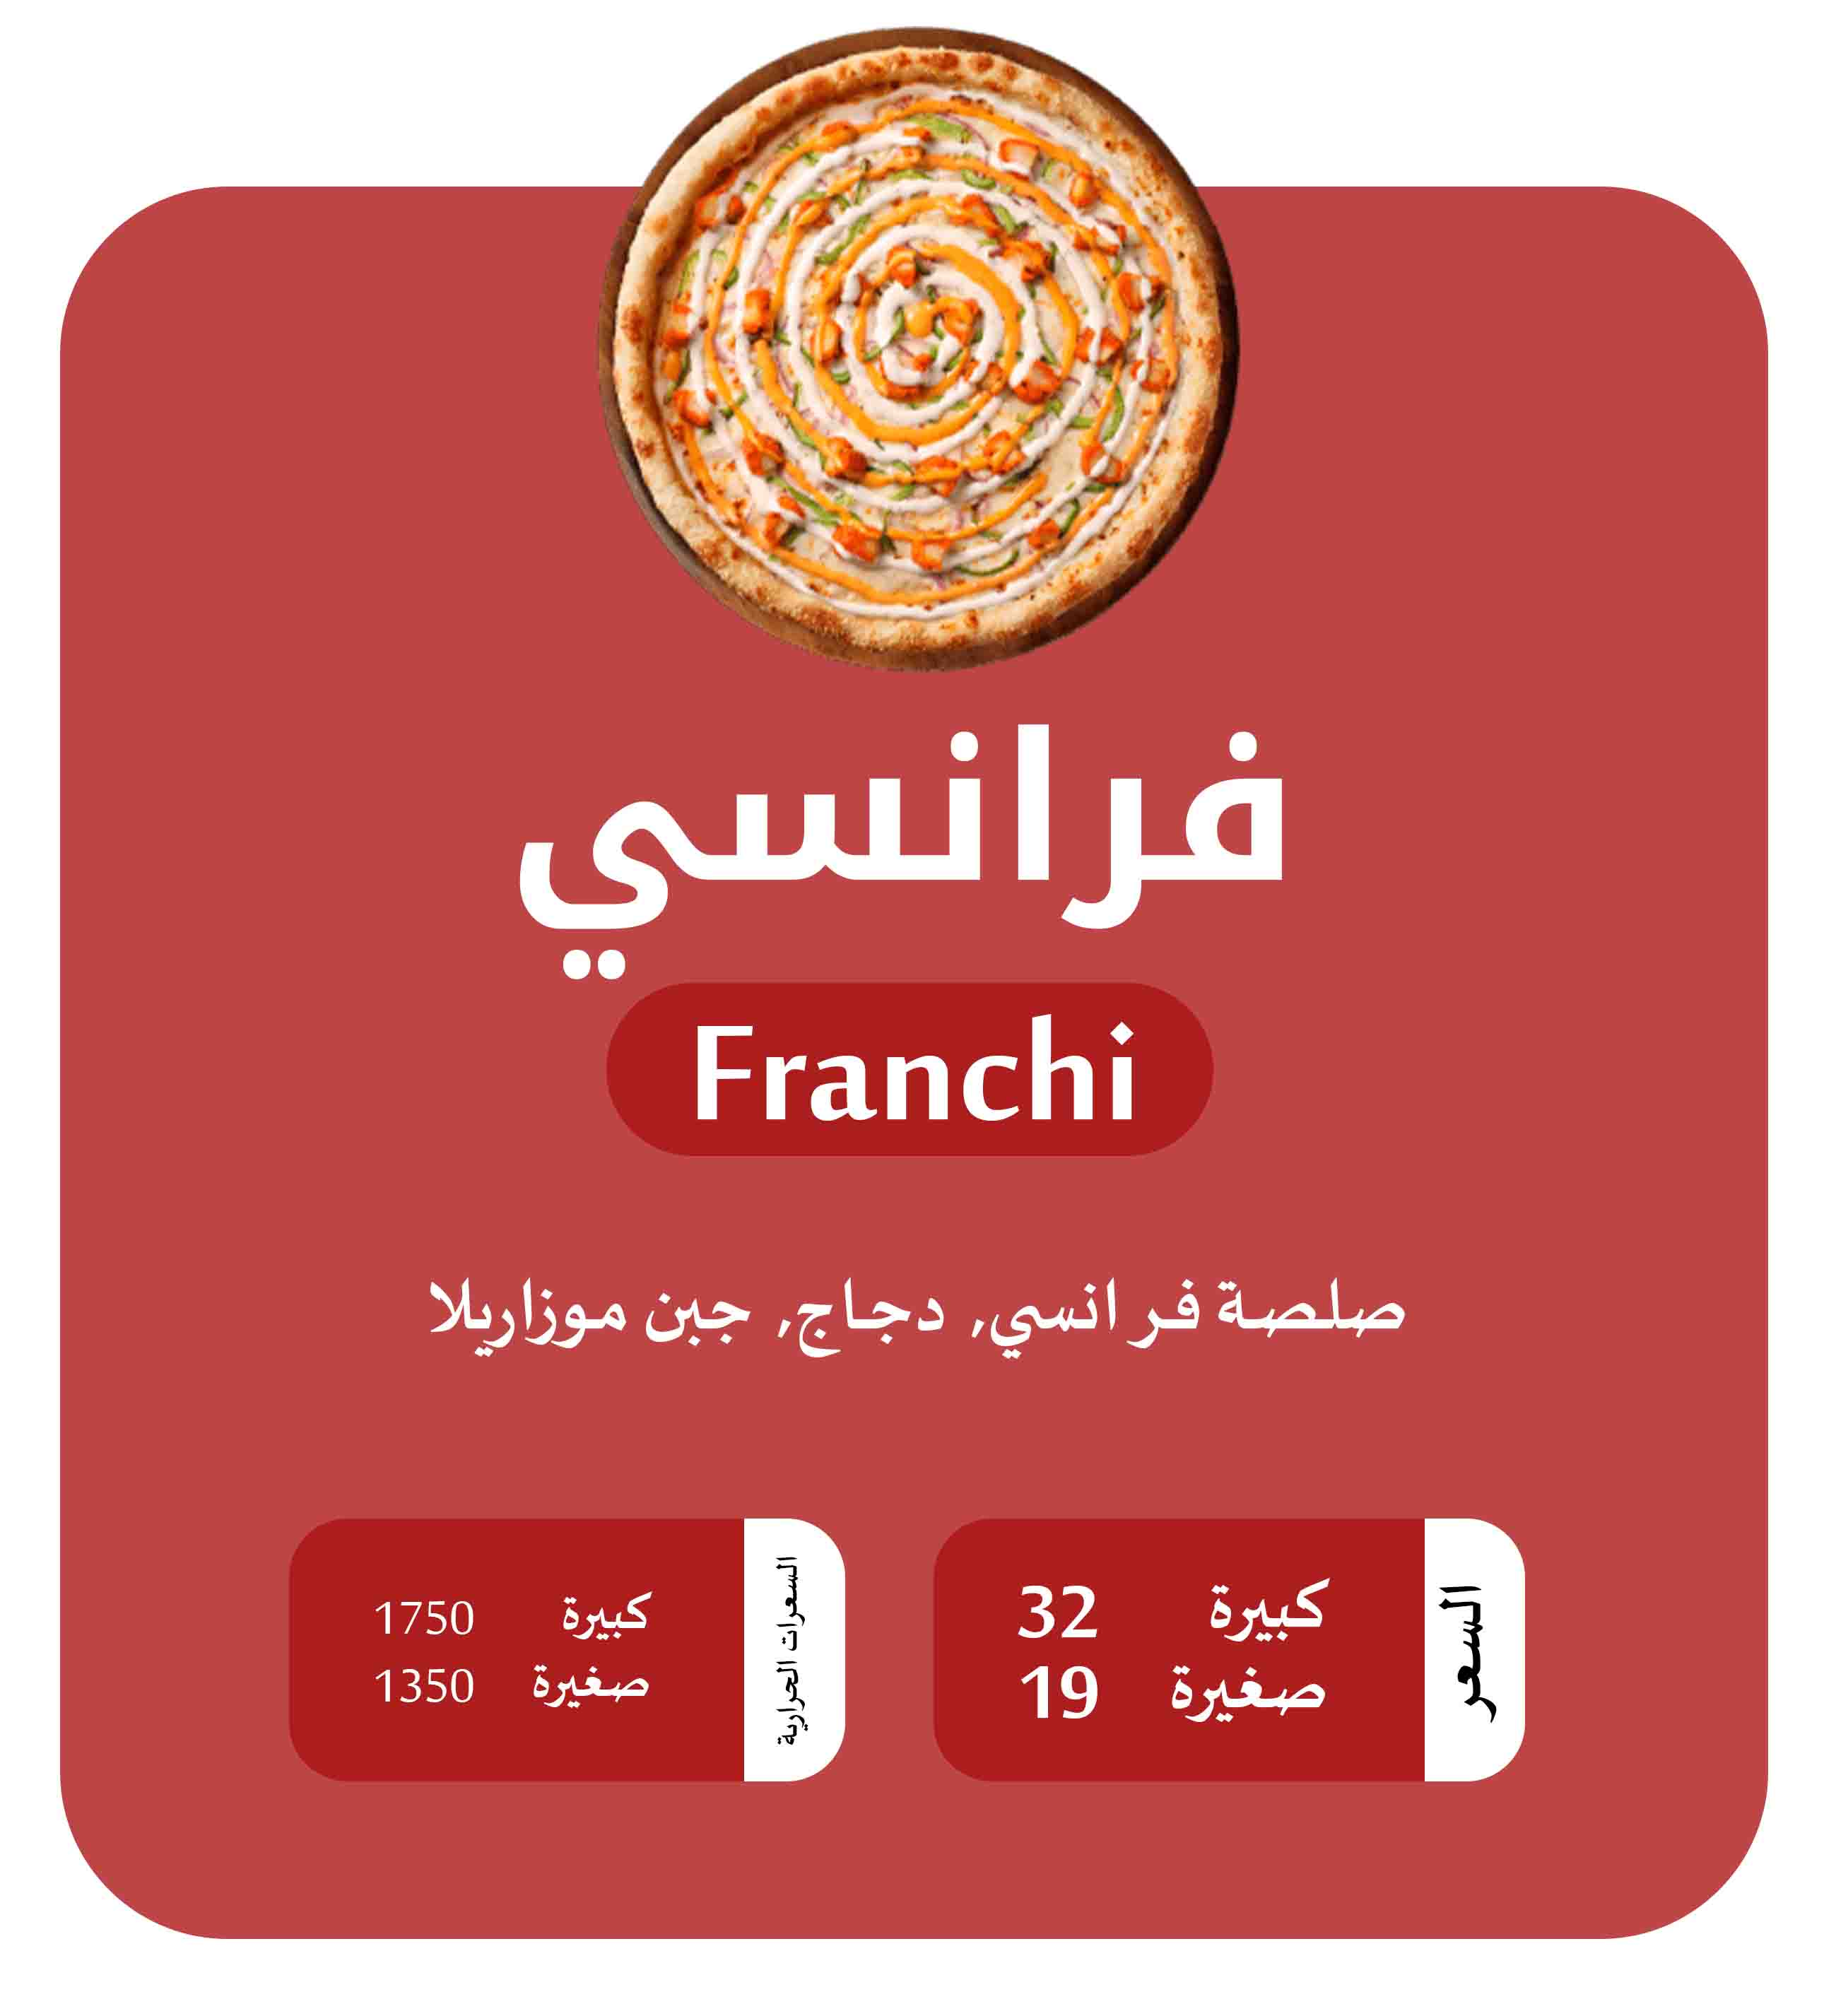 فرانسي
Franchi
صلصة فرانسي, دجاج, جبن موزاريلا
السعر
كبيرة 32
صغيرة 19
السعرات الحرارية
كبيرة 1750
صغيرة 1350